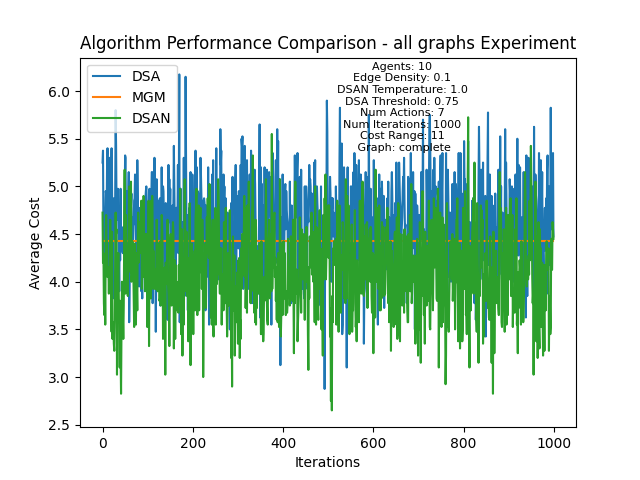 Algorithm Performance Comparison - all graphs Experiment
DSA
MGM
DSAN
Agents: 10
Edge Density: 0.1
DSAN Temperature: 1.0
DSA Threshold: 0.75
Num Actions: 7
Num Iterations: 1000
Cost Range: 11
Graph: complete
Average Cost
6.0
5.5
5.0
4.5
4.0
3.5
3.0
2.5
0
200
400
600
800
1000
Iterations